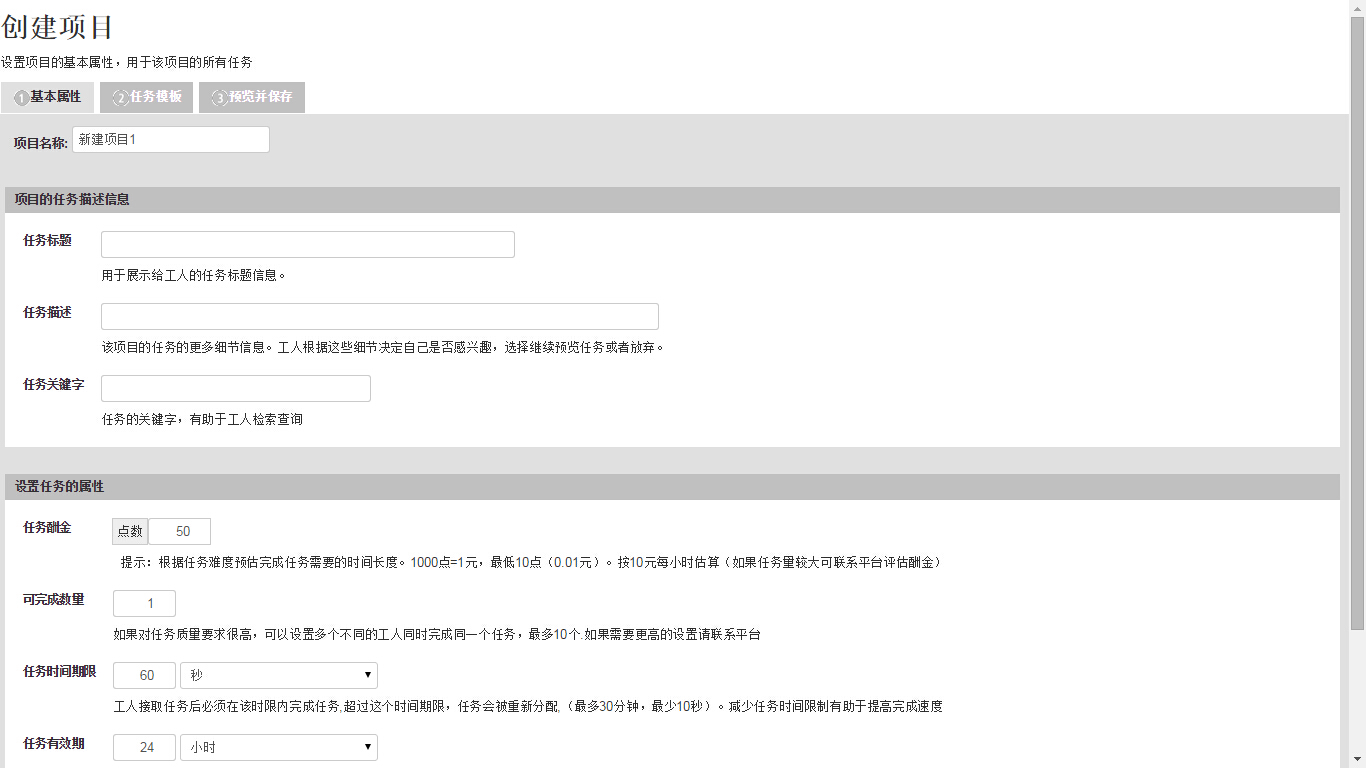 创建项目
设置项目的基本属性，用于该项目的所有任务
1 基本属性 2 任务模板 3 预览并保存
项目名称: 新建项目1
项目的任务描述信息
任务标题
用于展示给工人的任务标题信息。
任务描述
该项目的任务的更多细节信息。工人根据这些细节决定自己是否感兴趣，选择继续预览任务或者放弃。
任务关键字
任务的关键字，有助于工人检索查询
设置任务的属性
任务酬金 点数 50
提示：根据任务难度预估完成任务需要的时间长度。1000点=1元，最低10点（0.01元）。按10元每小时估算（如果任务量较大可联系平台评估酬金）
可完成数量 1
如果对任务质量要求很高，可以设置多个不同的工人同时完成同一个任务，最多10个.如果需要更高的设置请联系平台
任务时间期限 60 秒
工人接取任务后必须在该时限内完成任务,超过这个时间期限，任务会被重新分配,（最多30分钟，最少10秒）。减少任务时间限制有助于提高完成速度
任务有效期 24 小时